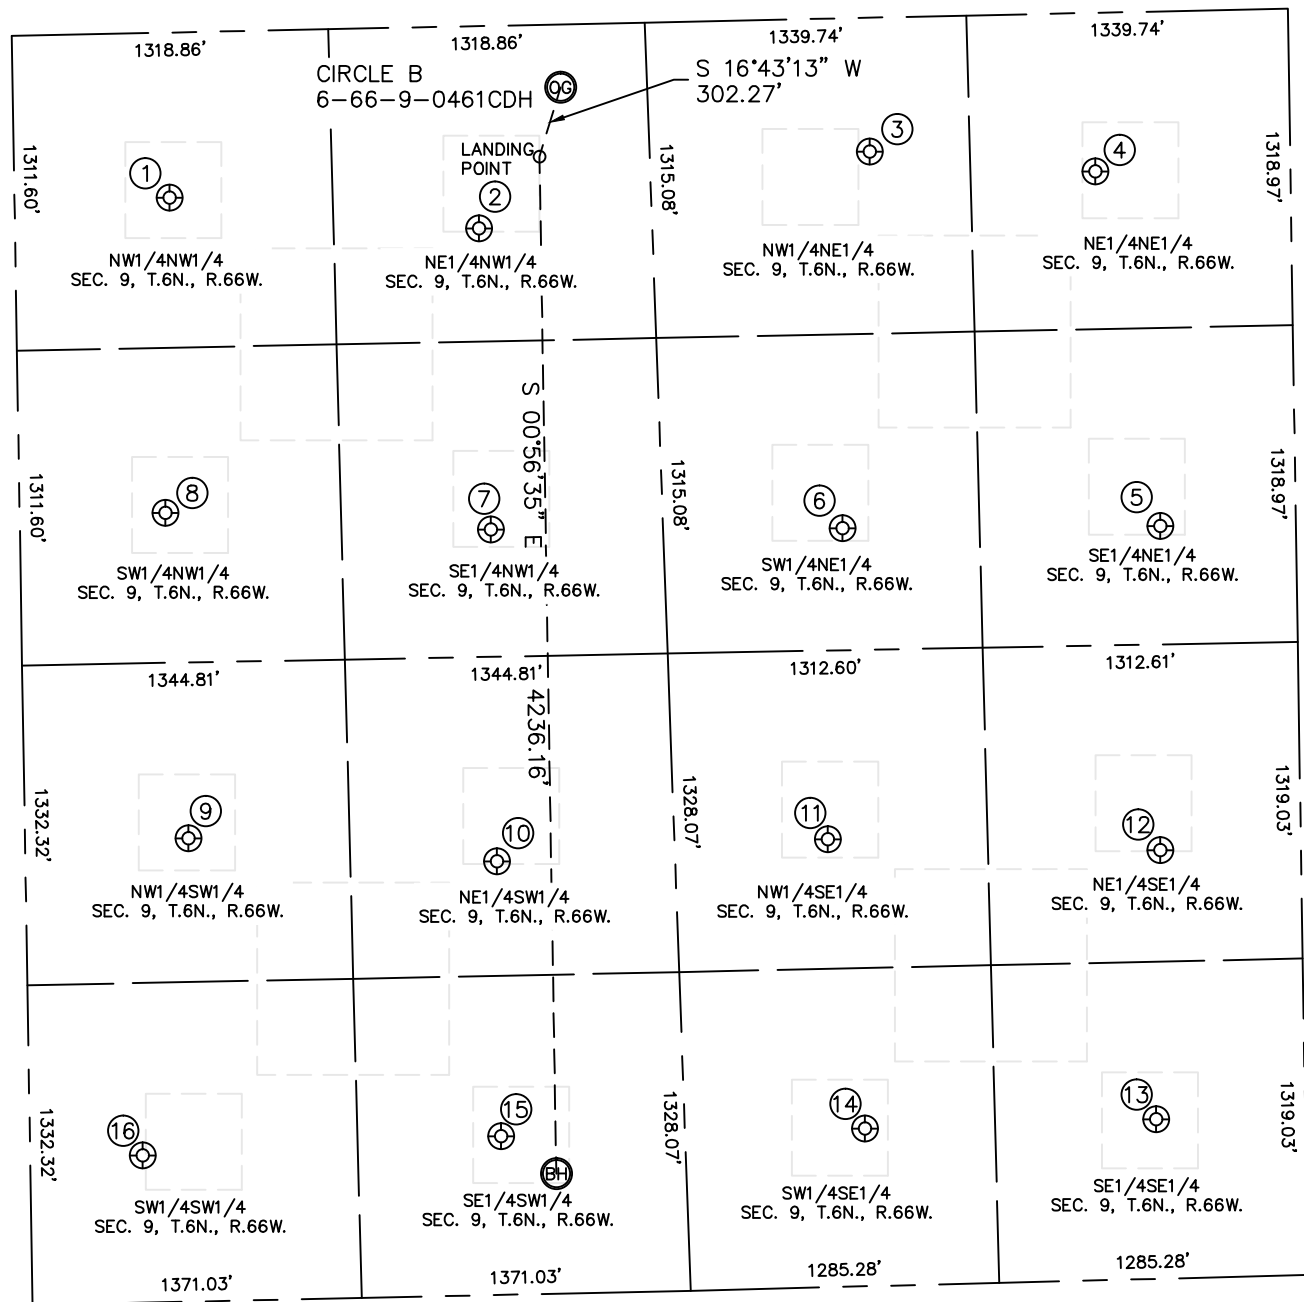 1318.86'
1318.86'
1339.74'
1339.74'
CIRCLE B
6-66-9-0461CDH
OG
S 16°43'13" W
302.27'
LANDING
POINT
1311.60'
1315.08'
1318.97'
1
2
3
4
NW1/4NW1/4
SEC. 9, T.6N., R.66W.
NE1/4NW1/4
SEC. 9, T.6N., R.66W.
NW1/4NE1/4
SEC. 9, T.6N., R.66W.
NE1/4NE1/4
SEC. 9, T.6N., R.66W.
S 00°56'35" E
1311.60'
1315.08'
1318.97'
8
7
6
5
SW1/4NW1/4
SEC. 9, T.6N., R.66W.
SE1/4NW1/4
SEC. 9, T.6N., R.66W.
SW1/4NE1/4
SEC. 9, T.6N., R.66W.
SE1/4NE1/4
SEC. 9, T.6N., R.66W.
1344.81'
1344.81'
1312.60'
1312.61'
4236.16'
1332.32'
1328.07'
1319.03'
9
10
11
12
NW1/4SW1/4
SEC. 9, T.6N., R.66W.
NE1/4SW1/4
SEC. 9, T.6N., R.66W.
NW1/4SE1/4
SEC. 9, T.6N., R.66W.
NE1/4SE1/4
SEC. 9, T.6N., R.66W.
1332.32'
1328.07'
1319.03'
16
15
14
13
BH
SW1/4SW1/4
SEC. 9, T.6N., R.66W.
SE1/4SW1/4
SEC. 9, T.6N., R.66W.
SW1/4SE1/4
SEC. 9, T.6N., R.66W.
SE1/4SE1/4
SEC. 9, T.6N., R.66W.
1371.03'
1371.03'
1285.28'
1285.28'